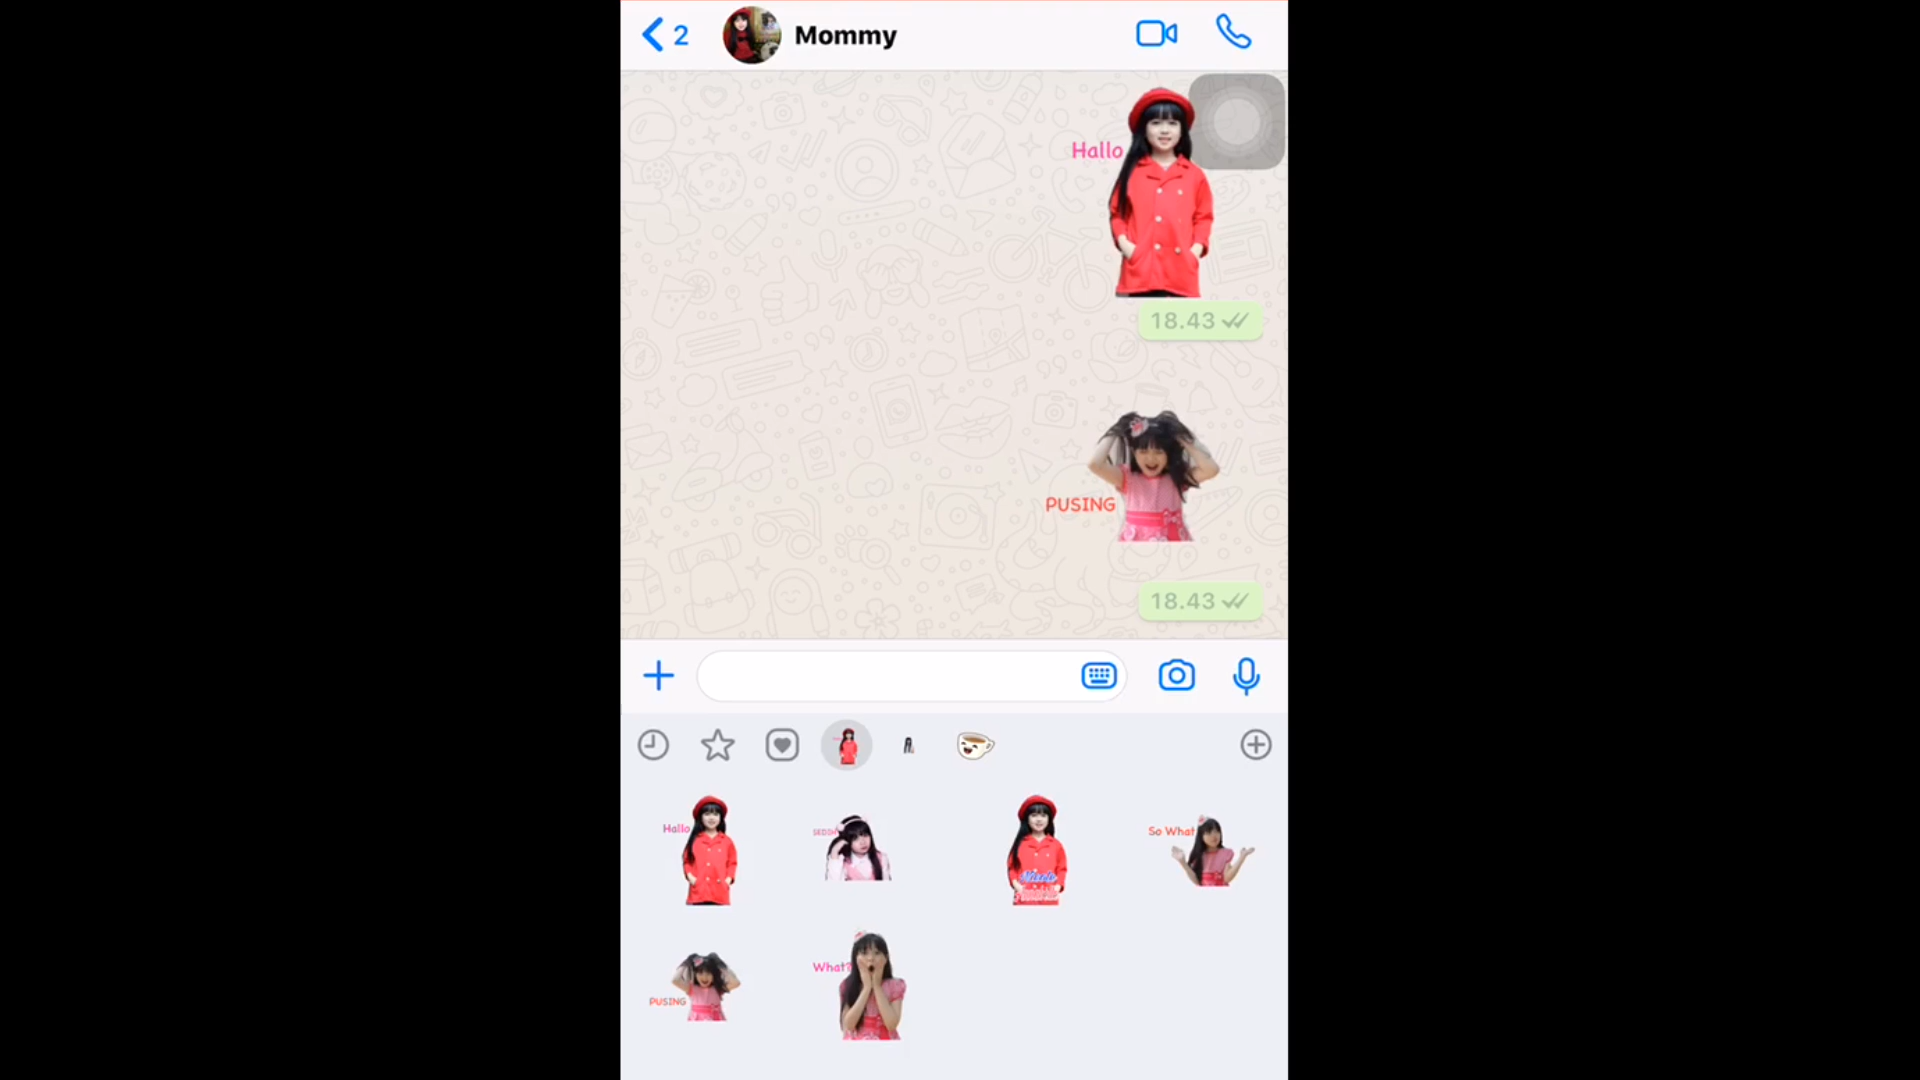 2
Mommy
Hallo
18.43
PUSING
18.43
Hallo
So What
PUSING
What?